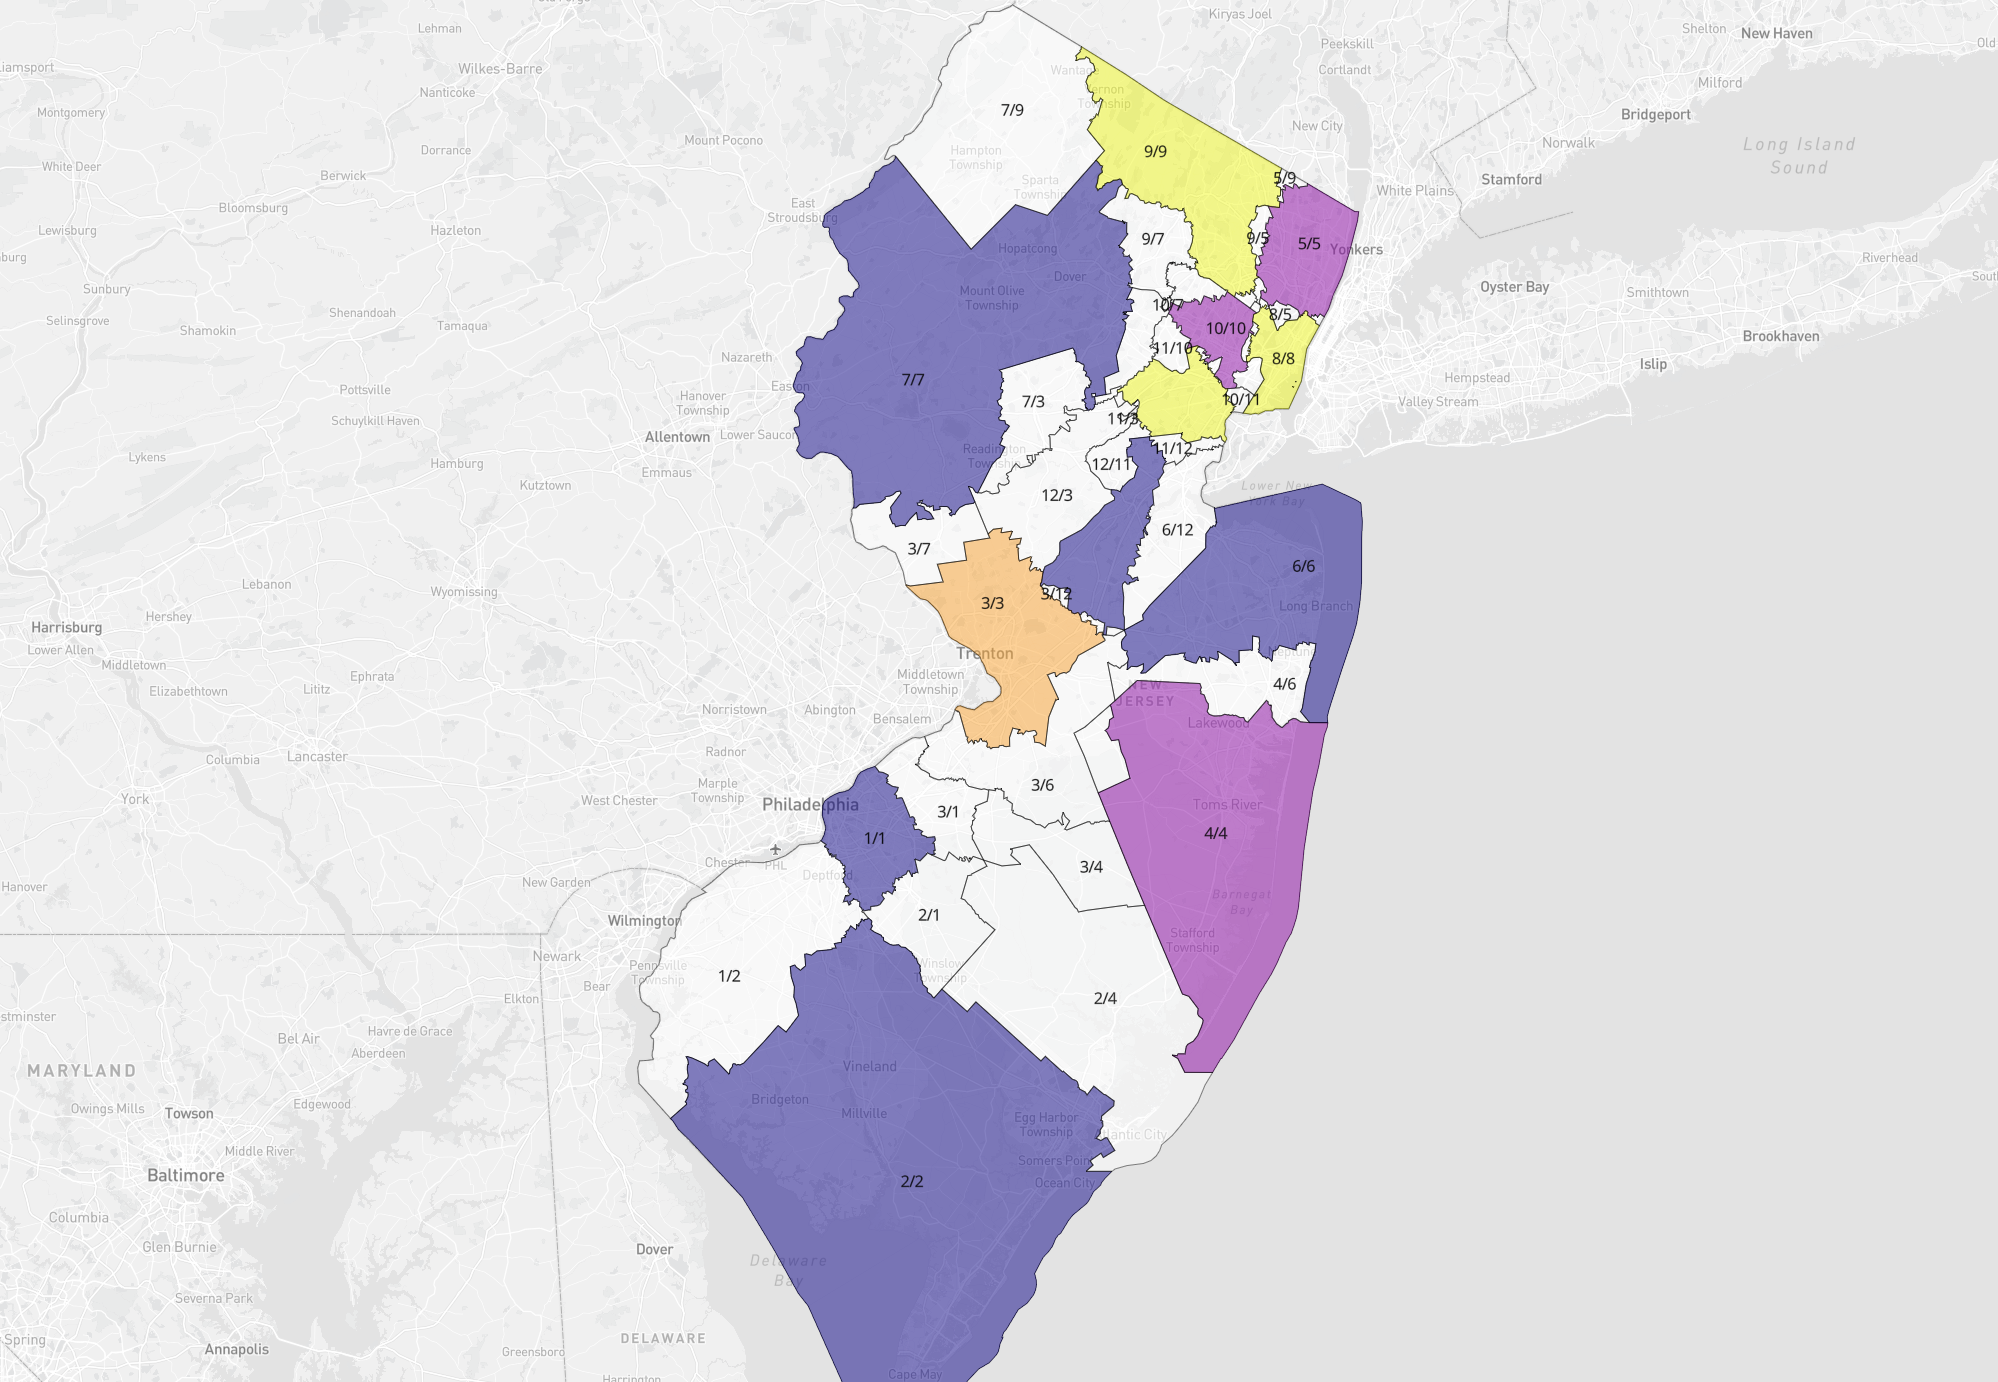 Kiryas Joel
Lehman
Shelton
New Haven
Old
Peekskill
liamsport
Wilkes-Barre
Cortlandt
Wantage
Milford
Nanticoke
Vernon
Township
Montgomery
7/9
Bridgeport
New City
Mount Pocono
Norwalk
Long Island
Sound
Dorrance
Hampton
Township
9/9
White Deer
Berwick
Sparta
Township
5/9
Stamford
White Plains
Bloomsburg
East
Stroudsburg
Lewisburg
Hazleton
9/7
9/5
5/5
Yonkers
Hopatcong
Riverhead
burg
Dover
Sunbury
Mount Olive
Township
Oyster Bay
Smithtown
10/7
Shenandoah
8/5
Selinsgrove
Shamokin
Tamaqua
10/10
Brookhaven
11/10
Nazareth
8/8
Islip
7/7
Easton
Hempstead
Pottsville
Hanover
Township
7/3
10/11
Valley Stream
Schuylkill Haven
11/3
Allentown
Lower Saucon
Readington
Township
11/12
Lykens
Hamburg
12/11
Emmaus
Kutztown
Lower New
York Bay
12/3
6/12
3/7
6/6
Lebanon
Wyomissing
3/12
3/3
Long Branch
Hershey
Harrisburg
Lower Allen
Trenton
Neptune
Middletown
Middletown
Township
Ephrata
4/6
NEW
JERSEY
Elizabethtown
Lititz
Norristown
Abington
Bensalem
Lakewood
Lancaster
Radnor
Columbia
Marple
Township
3/6
York
West Chester
Philadelphia
Toms River
3/1
4/4
1/1
Chester
PHL
3/4
Deptford
Hanover
New Garden
Barnegat
Bay
2/1
Wilmington
Stafford
Township
Newark
Pennsville
Township
Winslow
Township
1/2
Bear
2/4
Elkton
stminster
Havre de Grace
Bel Air
Aberdeen
MARYLAND
Vineland
Bridgeton
Edgewood
Owings Mills
Towson
Millville
Egg Harbor
Township
Atlantic City
Middle River
Somers Point
Baltimore
2/2
Ocean City
Columbia
Glen Burnie
Dover
Delaware
Bay
Severna Park
Spring
DELAWARE
Annapolis
Greensboro
Cape May
Harrington